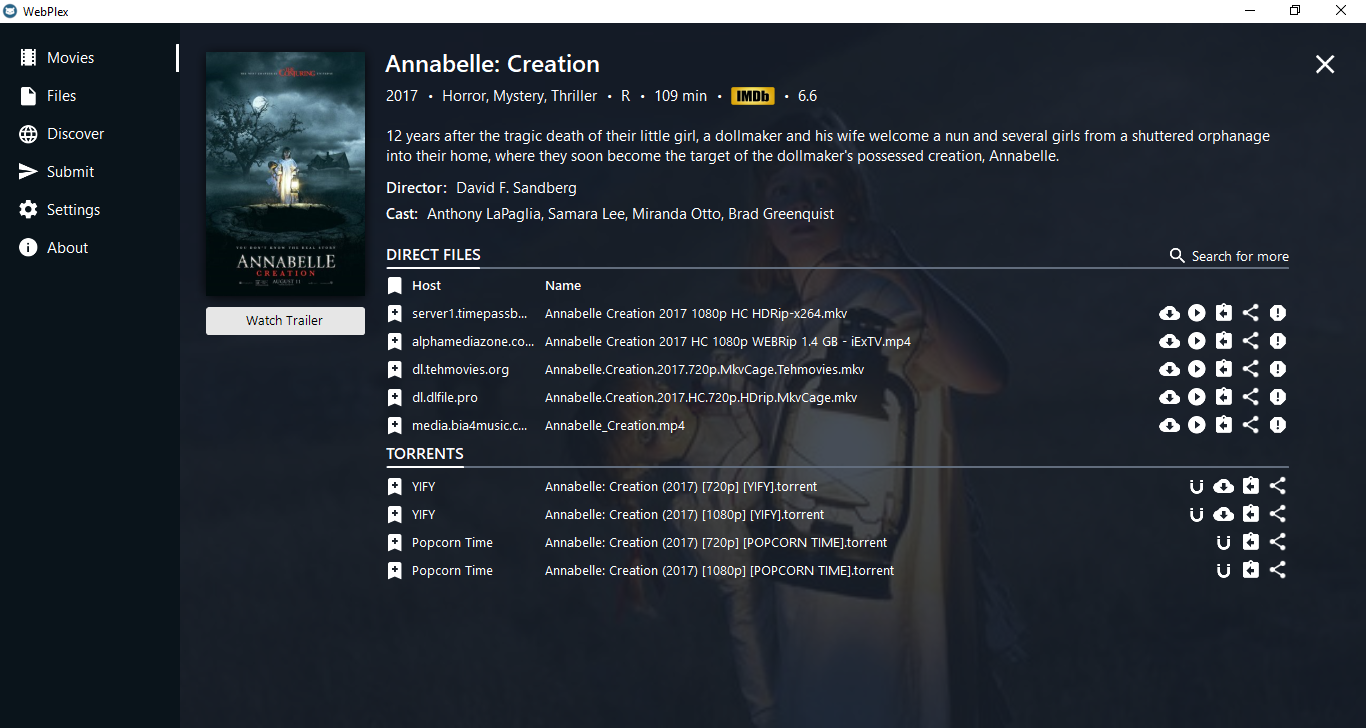 WebPlex
Movies
Files
Discover
Submit
Settings
About
THE CONJURING
YOU DON'T KNOW THE REAL STORY
ANNABELLE
CREATION
AUGUST 11
Watch Trailer
Annabelle: Creation
2017 • Horror, Mystery, Thriller • R • 109 min • IMDb • 6.6
12 years after the tragic death of their little girl, a dollmaker and his wife welcome a nun and several girls from a shuttered orphanage
into their home, where they soon become the target of the dollmaker's possessed creation, Annabelle.
Director: David F. Sandberg
Cast: Anthony LaPaglia, Samara Lee, Miranda Otto, Brad Greenquist
DIRECT FILES Search for more
Host Name
server1.timepassb... Annabelle Creation 2017 1080p HC HDRip-x264.mkv
alphamediazone.co... Annabelle Creation 2017 HC 1080p WEBRip 1.4 GB - iExTV.mp4
dl.tehmovies.org Annabelle.Creation.2017.720p.MkvCage.Tehmovies.mkv
dl.dlfile.pro Annabelle.Creation.2017.HC.720p.HDrip.MkvCage.mkv
media.bia4music.c... Annabelle_Creation.mp4
TORRENTS
YIFY Annabelle: Creation (2017) [720p] [YIFY].torrent
YIFY Annabelle: Creation (2017) [1080p] [YIFY].torrent
Popcorn Time Annabelle: Creation (2017) [720p] [POPCORN TIME].torrent
Popcorn Time Annabelle: Creation (2017) [1080p] [POPCORN TIME].torrent